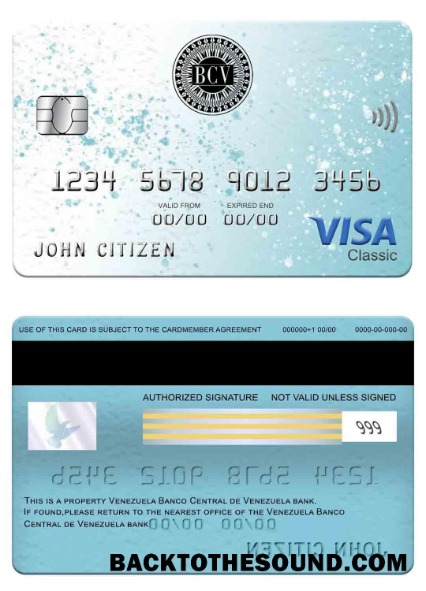 BCV
1234 5678 9012 3456
VALID FROM EXPIRED END
00/00 00/00
VISA
JOHN CITIZEN
Classic
USE OF THIS CARD IS SUBJECT TO THE CARDMEMBER AGREEMENT 000000+1 00/00 0000-00-000-00
AUTHORIZED SIGNATURE NOT VALID UNLESS SIGNED
999
1234 5678 9012 3456
THIS IS A PROPERTY VENEZUELA BANCO CENTRAL DE VENEZUELA BANK.
IF FOUND,PLEASE RETURN TO THE NEAREST OFFICE OF THE VENEZUELA BANCO
CENTRAL DE VENEZUELA BANK
00/00 00/00
JOHN CITIZEN
BACKTOTHESOUND.COM